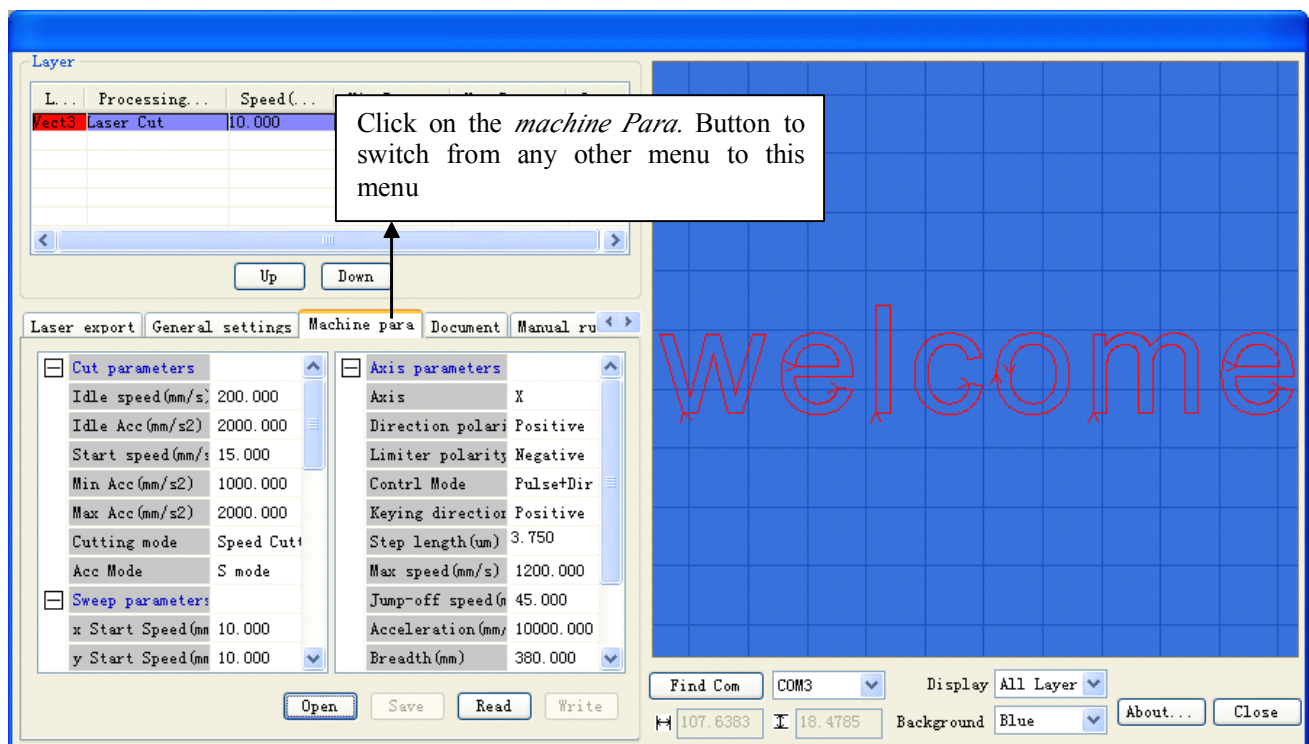 Layer
L... Processing... Speed(...
Vect3 Laser Cut 10.000
Click on the machine Para. Button to
switch from any other menu to this
menu
Up Down
Laser export General settings Machine para Document Manual ru
Cut parameters
Idle speed(mm/s) 200.000
Idle Acc(mm/s2) 2000.000
Start speed(mm/s 15.000
Min Acc(mm/s2) 1000.000
Max Acc(mm/s2) 2000.000
Cutting mode Speed Cutt
Acc Mode S mode
Sweep parameters
x Start Speed(mm 10.000
y Start Speed(mm 10.000
Axis parameters
Axis X
Direction polari Positive
Limiter polarity Negative
Contrl Mode Pulse+Dir
Keying direction Positive
Step length(um) 3.750
Max speed(mm/s) 1200.000
Jump-off speed(m 45.000
Acceleration(mm/ 10000.000
Breadth(mm) 380.000
Open Save Read Write
welcome
Find Com COM3 Display All Layer
107.6383 18.4785 Background Blue About... Close